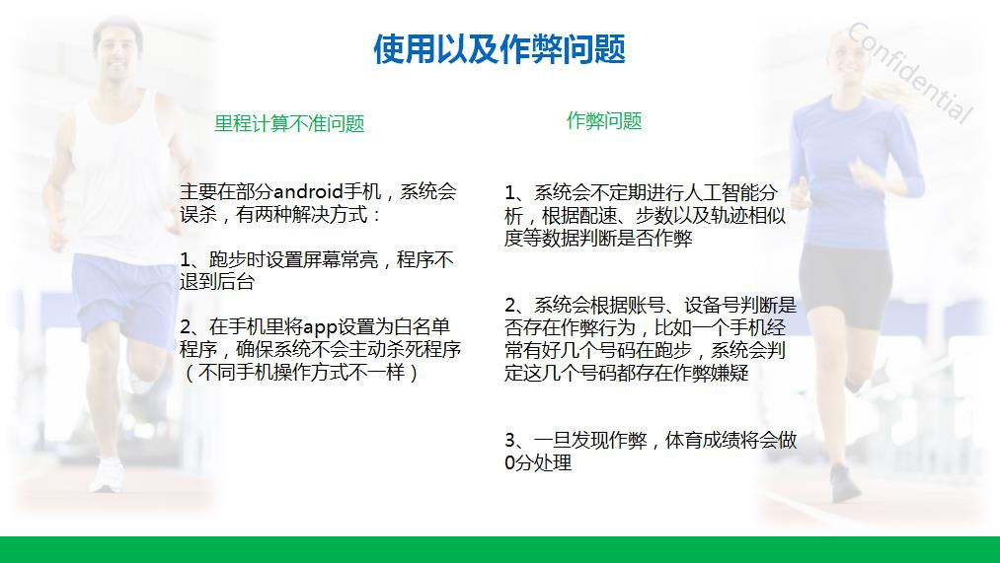 使用以及作弊问题
Confidential
里程计算不准问题
主要在部分android手机，系统会
误杀，有两种解决方式：
1、跑步时设置屏幕常亮，程序不
退到后台
2、在手机里将app设置为白名单
程序，确保系统不会主动杀死程序
（不同手机操作方式不一样）
作弊问题
1、系统会不定期进行人工智能分
析，根据配速、步数以及轨迹相似
度等数据判断是否作弊
2、系统会根据账号、设备号判断是
否存在作弊行为，比如一个手机经
常有好几个号码在跑步，系统会判
定这几个号码都存在作弊嫌疑
3、一旦发现作弊，体育成绩将会做
0分处理